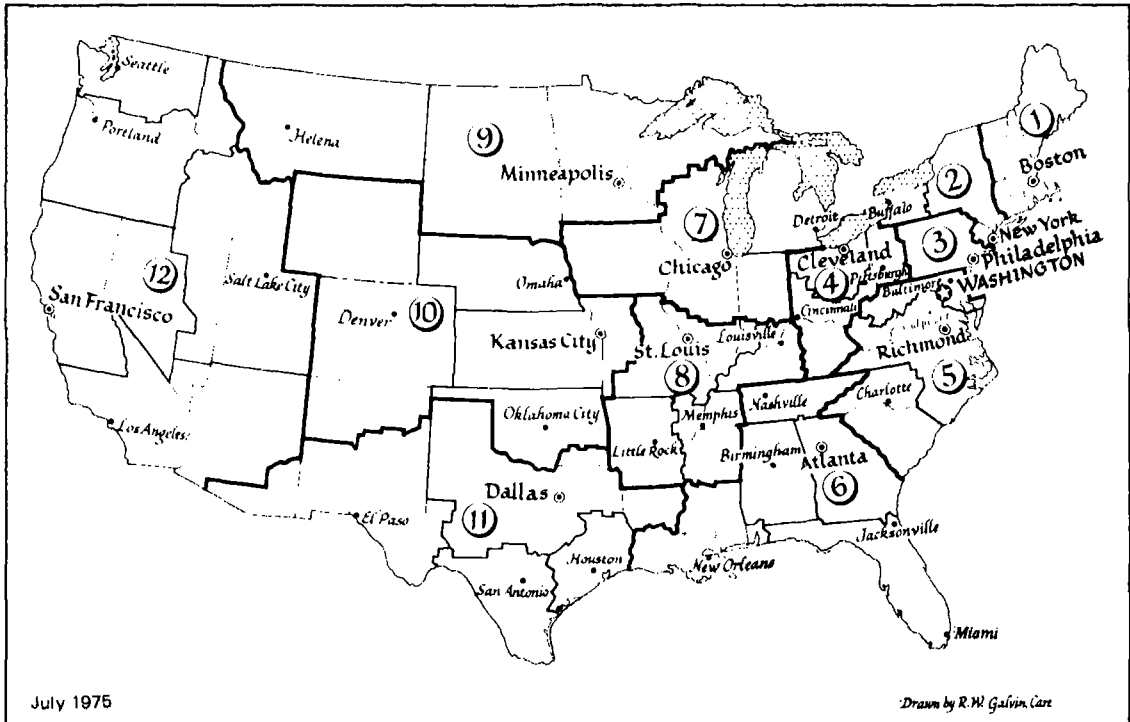 Seattle
Portland
Helena
9
Minneapolis
1
Boston
2
Detroit
Buffalo
New York
7
3
Philadelphia
Cleveland
Chicago
4
Pittsburgh
WASHINGTON
Baltimore
12
San Francisco
Salt Lake City
Omaha
Cincinnati
Denver
10
Kansas City
St. Louis
Louisville
Richmond
8
5
Nashville
Charlotte
Oklahoma City
Memphis
Los Angeles
Little Rock
Birmingham
Atlanta
Dallas
6
El Paso
11
Jacksonville
Houston
New Orleans
San Antonio
Miami
July 1975
Drawn by R.W. Galvin, Cart.